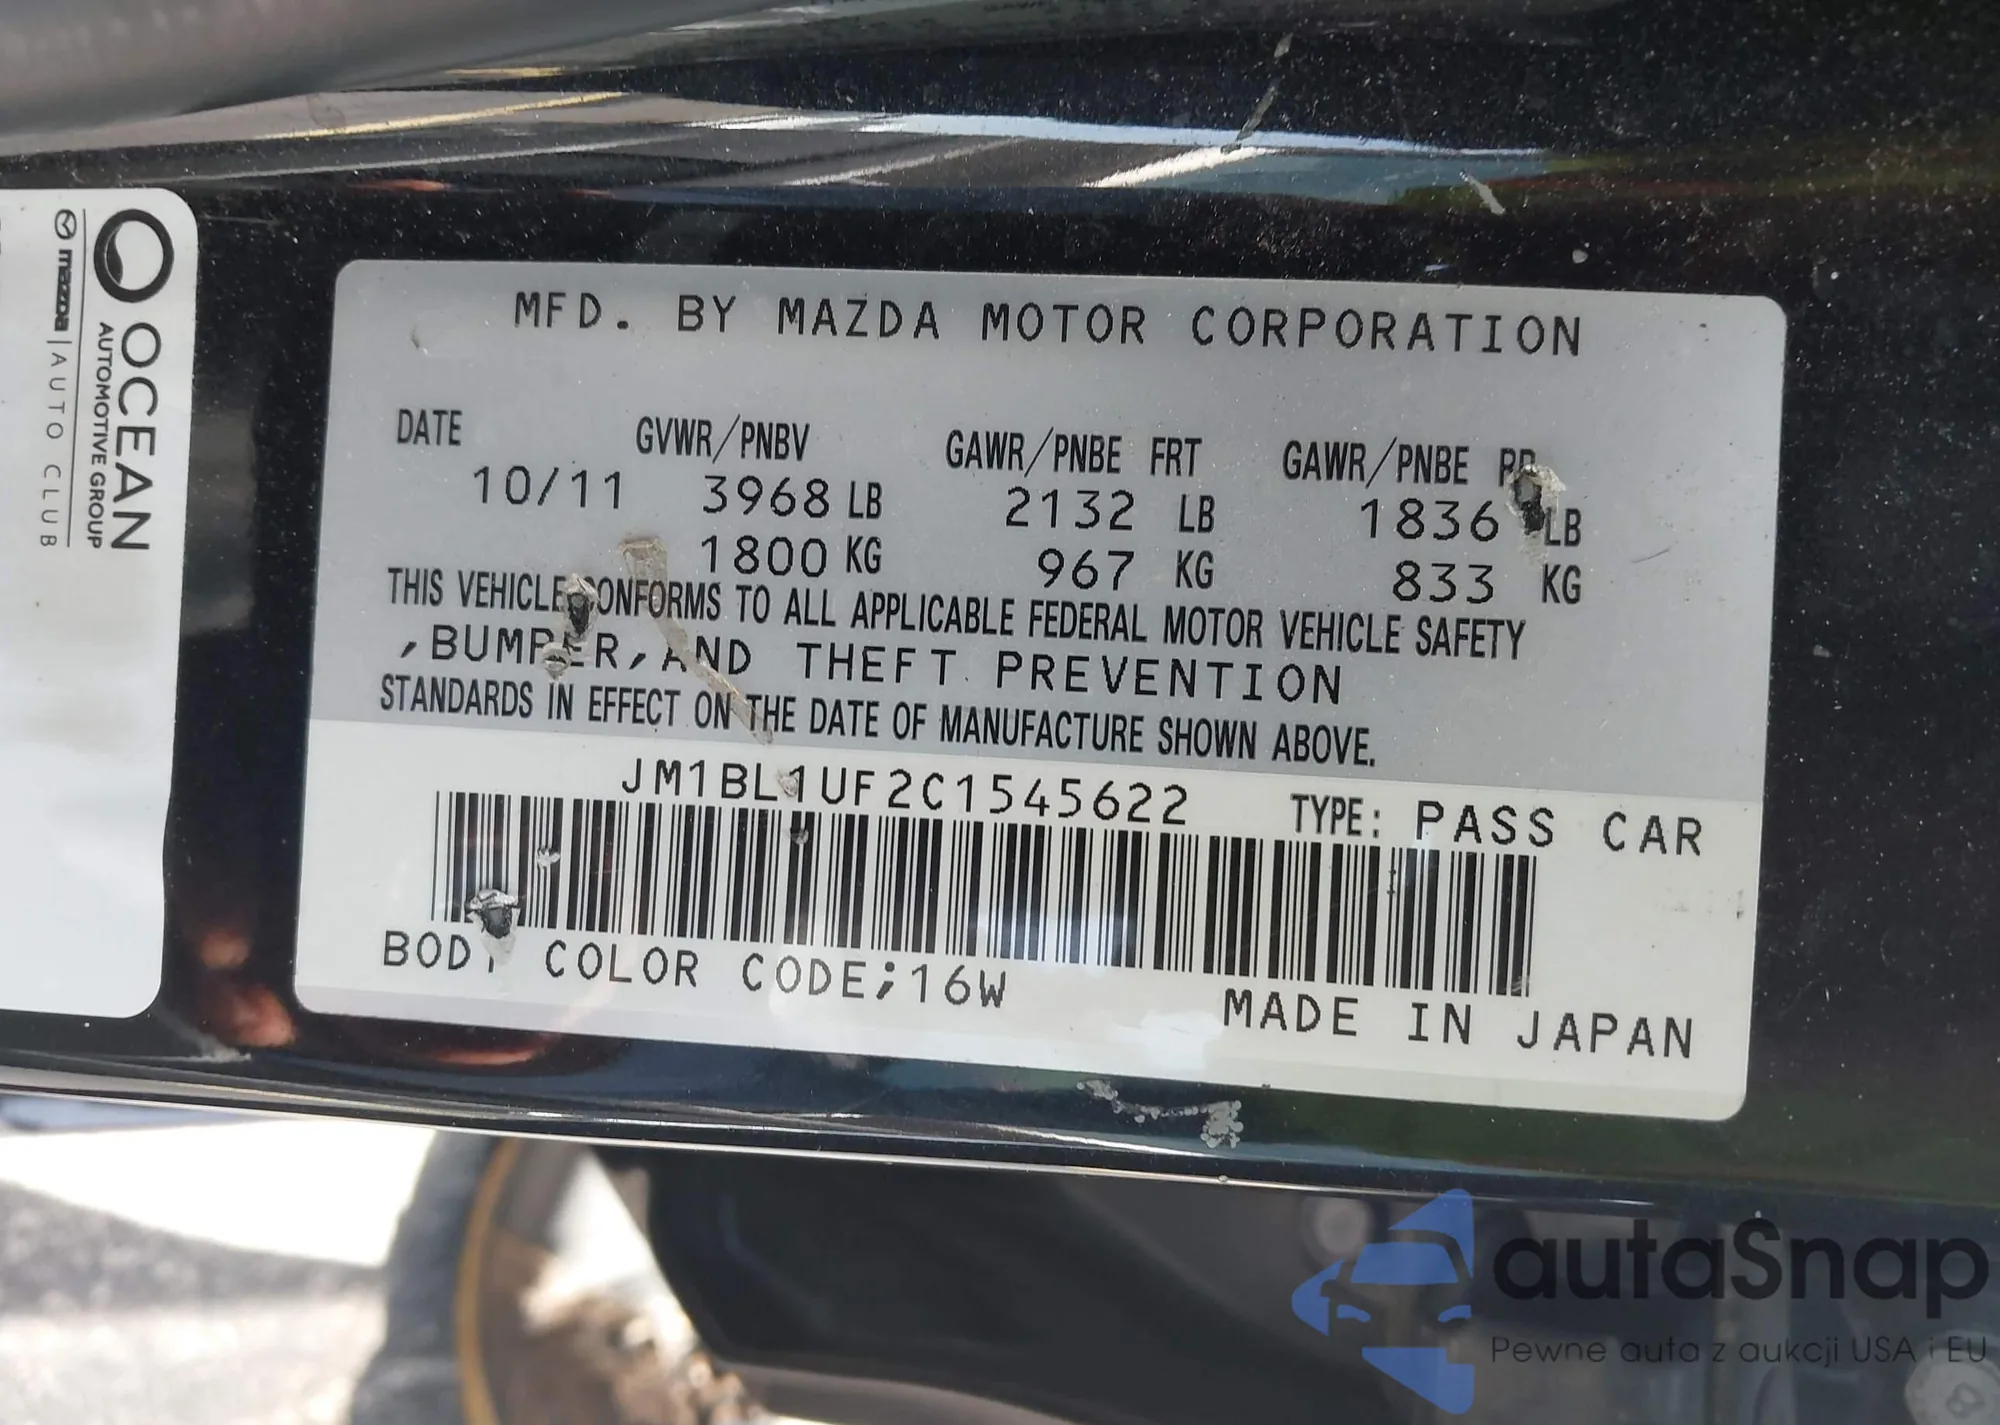 OCEAN
AUTOMOTIVE GROUP
mazda | AUTO CLUB
MFD. BY MAZDA MOTOR CORPORATION
DATE GVWR/PNBV GAWR/PNBE FRT GAWR/PNBE RR
10/11 3968 LB 2132 LB 1836 LB
1800 KG 967 KG 833 KG
THIS VEHICLE CONFORMS TO ALL APPLICABLE FEDERAL MOTOR VEHICLE SAFETY
,BUMPER,AND THEFT PREVENTION
STANDARDS IN EFFECT ON THE DATE OF MANUFACTURE SHOWN ABOVE.
JM1BL1UF2C1545622 TYPE: PASS CAR
BODY COLOR CODE;16W
MADE IN JAPAN
autaSnap
Pewne auta z aukcji USA i EU